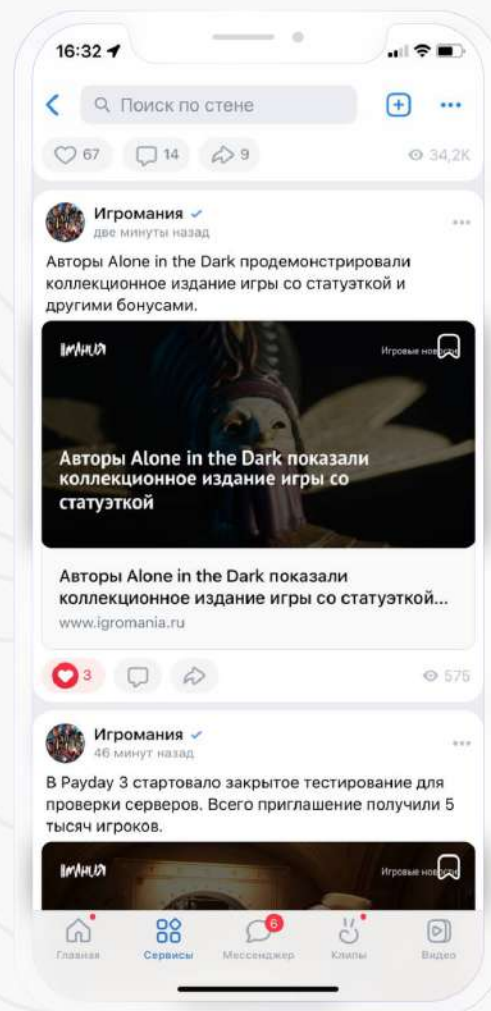 16:32
Поиск по стене
67
14
9
34,2K
Игромания
две минуты назад
Авторы Alone in the Dark продемонстрировали
коллекционное издание игры со статуэткой и
другими бонусами.
Игровые новости
Авторы Alone in the Dark показали
коллекционное издание игры со
статуэткой
Авторы Alone in the Dark показали
коллекционное издание игры со статуэткой...
www.igromania.ru
3
575
Игромания
46 минут назад
В Payday 3 стартовало закрытое тестирование для
проверки серверов. Всего приглашение получили 5
тысяч игроков.
Игровые новости
6
Главная
Сервисы
Мессенджер
Клипы
Видео